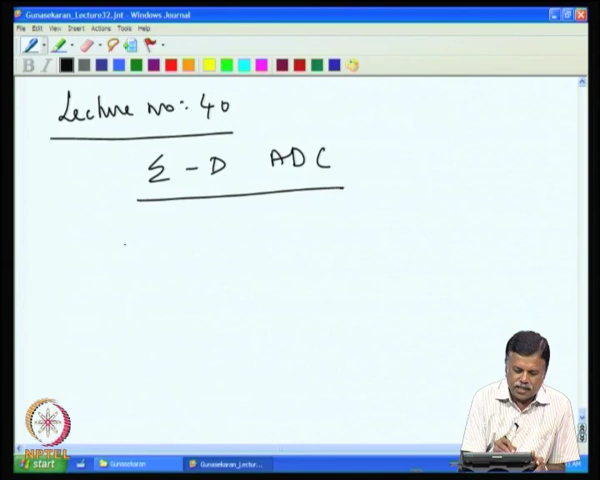 Gunasekaran_Lecture32.jnt - Windows Journal
File Edit View Insert Actions Tools Help
B I
Lecture no: 40
Σ - D ADC
NPTEL
start Gunasekaran Gunasekaran_Lectur...